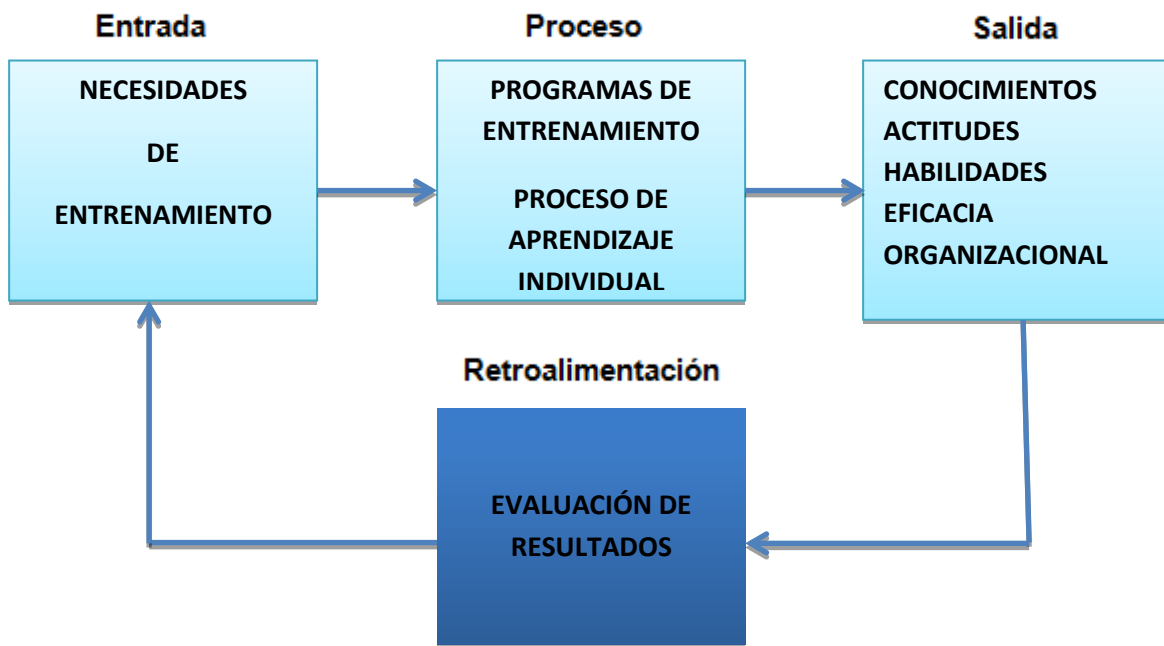 Entrada
NECESIDADES
DE
ENTRENAMIENTO
Proceso
PROGRAMAS DE
ENTRENAMIENTO
PROCESO DE
APRENDIZAJE
INDIVIDUAL
Salida
CONOCIMIENTOS
ACTITUDES
HABILIDADES
EFICACIA
ORGANIZACIONAL
Retroalimentación
EVALUACIÓN DE
RESULTADOS